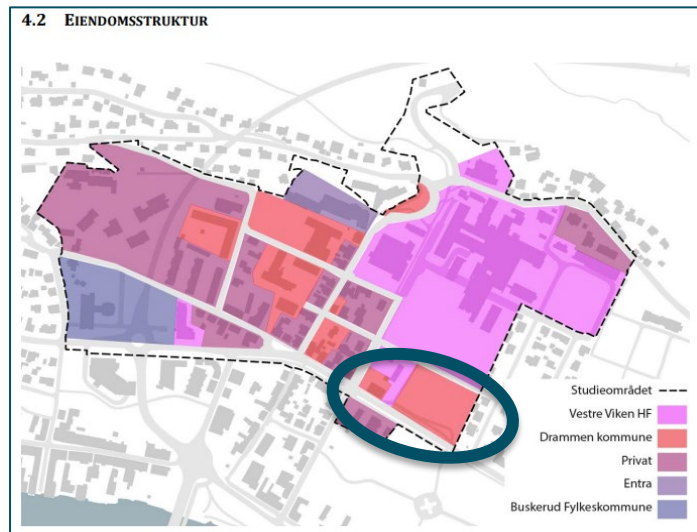 4.2 EIENDOMSSTRUKTUR
Studieområdet
Vestre Viken HF
Drammen kommune
Privat
Entra
Buskerud Fylkeskommune